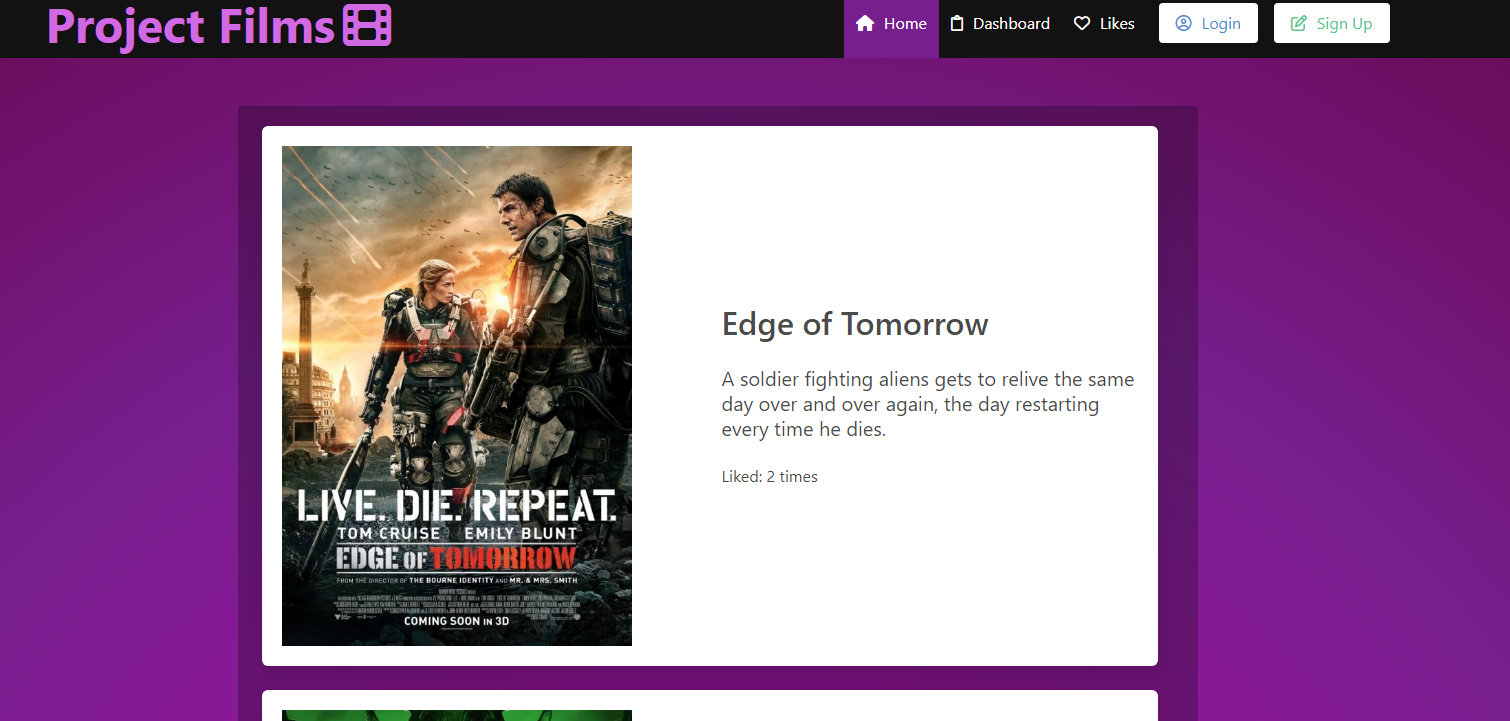 Project Films
Home
Dashboard
Likes
Login
Sign Up
Edge of Tomorrow
A soldier fighting aliens gets to relive the same
day over and over again, the day restarting
every time he dies.
Liked: 2 times
LIVE. DIE. REPEAT.
TOM CRUISE EMILY BLUNT
EDGE OF TOMORROW
FROM THE DIRECTOR OF THE BOURNE IDENTITY AND MR. & MRS. SMITH
COMING SOON IN 3D